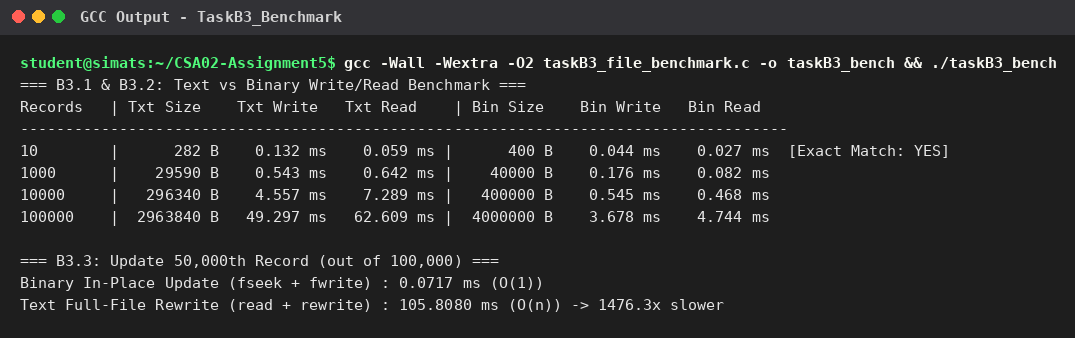 GCC Output - TaskB3_Benchmark
student@simats:~/CSA02-Assignment5$ gcc -Wall -Wextra -O2 taskB3_file_benchmark.c -o taskB3_bench && ./taskB3_bench
=== B3.1 & B3.2: Text vs Binary Write/Read Benchmark ===
Records   | Txt Size    Txt Write   Txt Read    | Bin Size    Bin Write   Bin Read
-------------------------------------------------------------------------------------
10        |      282 B    0.132 ms    0.059 ms |      400 B    0.044 ms    0.027 ms  [Exact Match: YES]
1000      |    29590 B    0.543 ms    0.642 ms |    40000 B    0.176 ms    0.082 ms
10000     |   296340 B    4.557 ms    7.289 ms |   400000 B    0.545 ms    0.468 ms
100000    |  2963840 B   49.297 ms   62.609 ms |  4000000 B    3.678 ms    4.744 ms
=== B3.3: Update 50,000th Record (out of 100,000) ===
Binary In-Place Update (fseek + fwrite) : 0.0717 ms (O(1))
Text Full-File Rewrite (read + rewrite) : 105.8080 ms (O(n)) -> 1476.3x slower